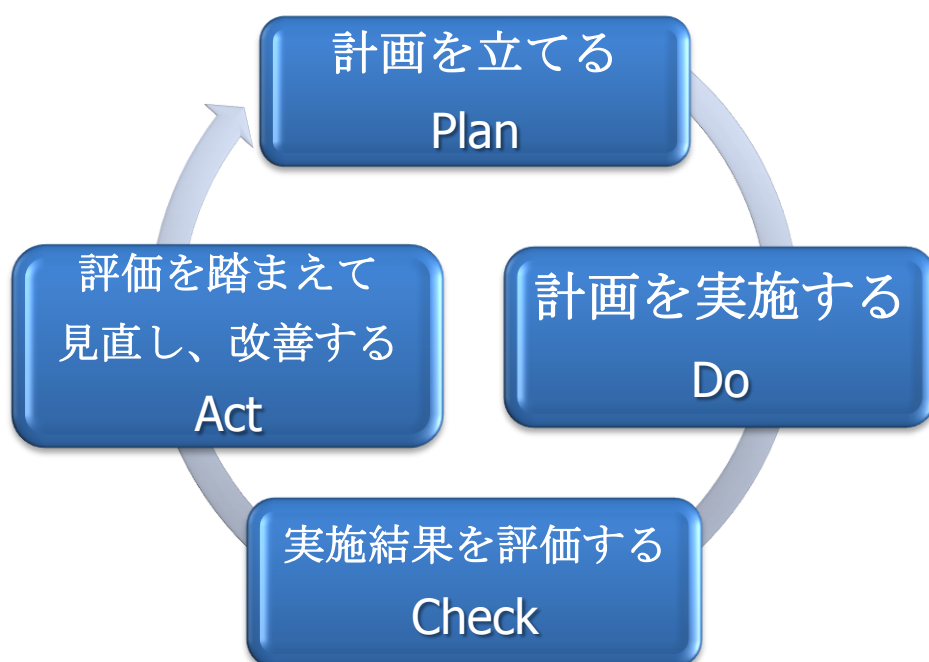 計画を立てる
Plan
計画を実施する
Do
実施結果を評価する
Check
評価を踏まえて
見直し、改善する
Act